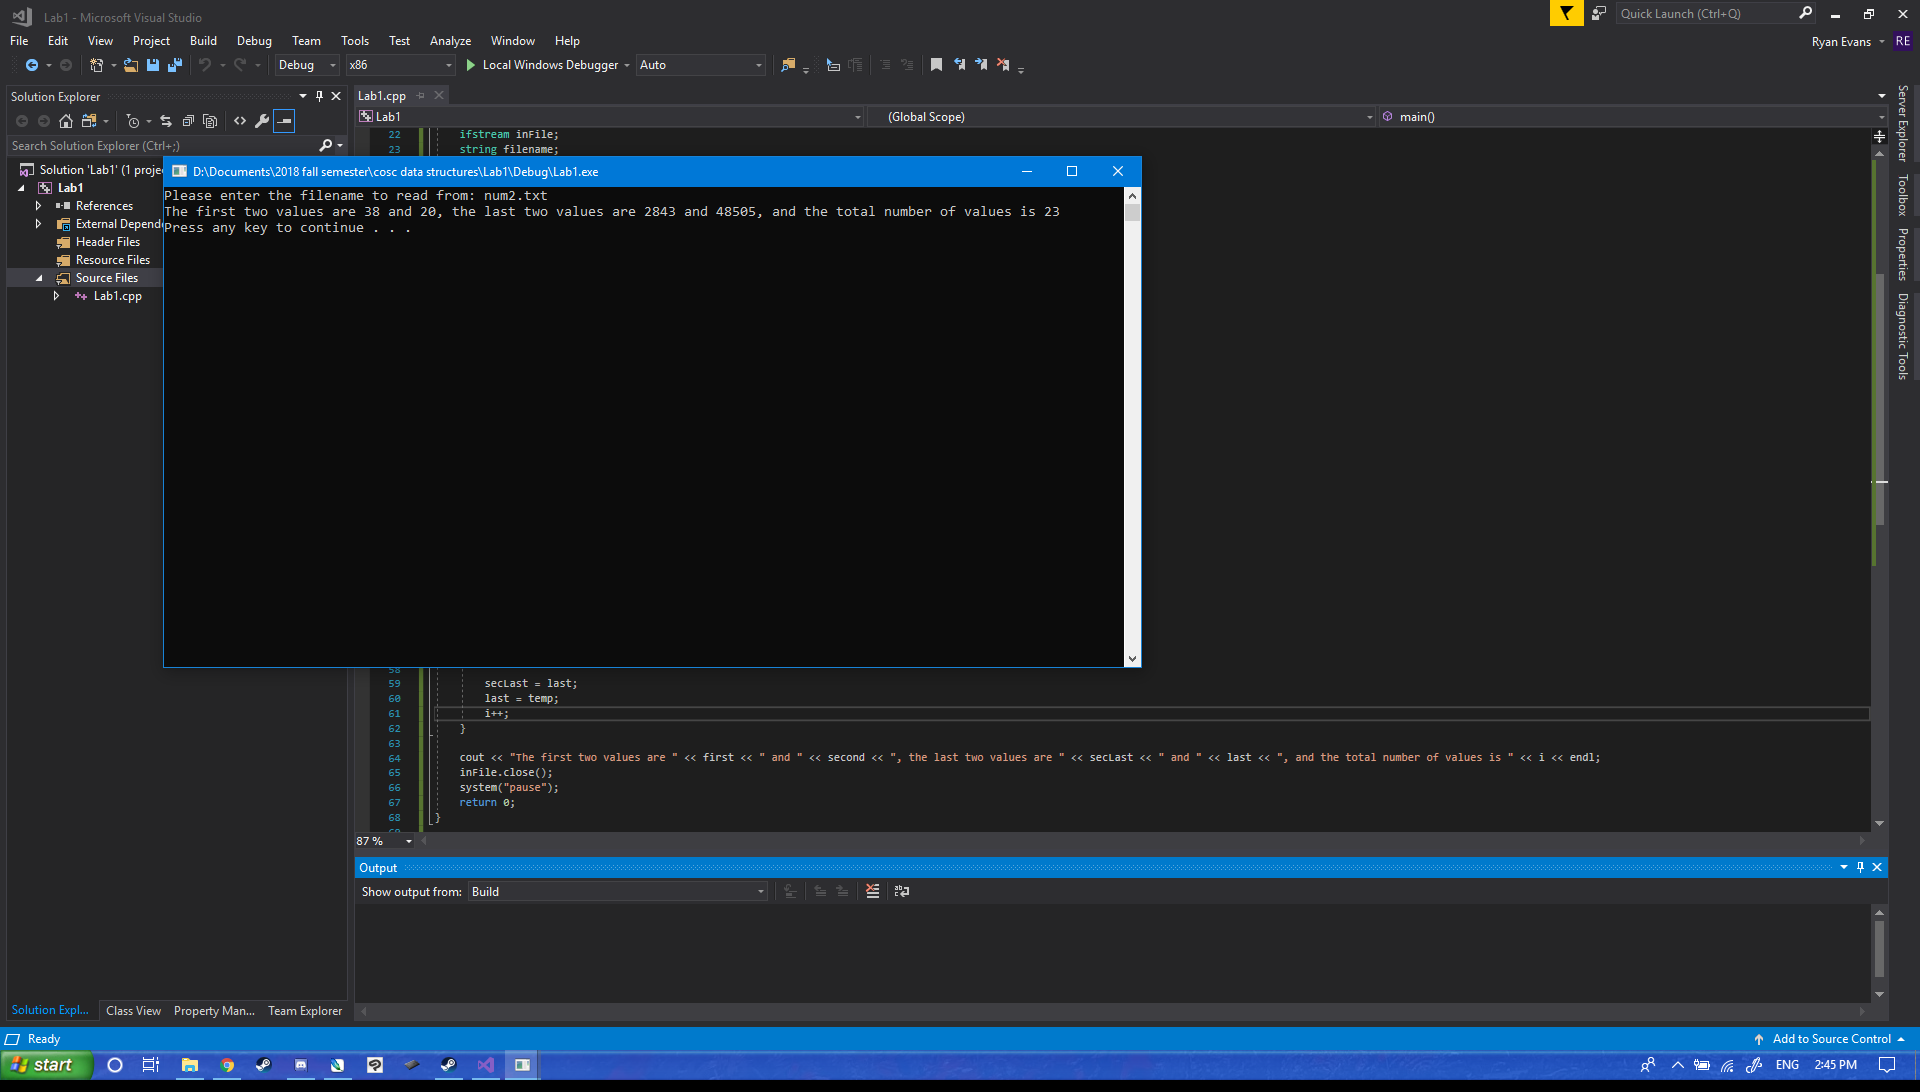 Lab1 - Microsoft Visual Studio
Quick Launch (Ctrl+Q)
File Edit View Project Build Debug Team Tools Test Analyze Window Help
Ryan Evans RE
Debug x86 Local Windows Debugger Auto
Solution Explorer
Search Solution Explorer (Ctrl+;)
Solution 'Lab1' (1 proje
Lab1
References
External Depende
Header Files
Resource Files
Source Files
Lab1.cpp
Solution Expl... Class View Property Man... Team Explorer
Lab1.cpp
Lab1 (Global Scope) main()
22 ifstream inFile;
23 string filename;
D:\Documents\2018 fall semester\cosc data structures\Lab1\Debug\Lab1.exe
Please enter the filename to read from: num2.txt
The first two values are 38 and 20, the last two values are 2843 and 48505, and the total number of values is 23
Press any key to continue . . .
58
59 secLast = last;
60 last = temp;
61 i++;
62 }
63
64 cout << "The first two values are " << first << " and " << second << ", the last two values are " << secLast << " and " << last << ", and the total number of values is " << i << endl;
65 inFile.close();
66 system("pause");
67 return 0;
68 }
69
87 %
Output
Show output from: Build
Server Explorer
Toolbox
Properties
Diagnostic Tools
Ready
Add to Source Control
start
ENG 2:45 PM